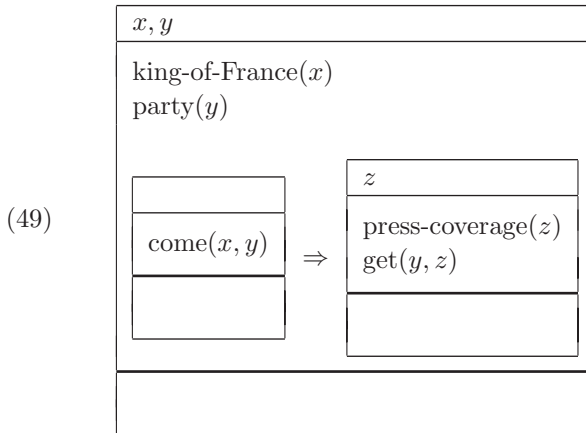 x, y
king-of-France(x)
party(y)
(49)
come(x, y)
⇒
z
press-coverage(z)
get(y, z)